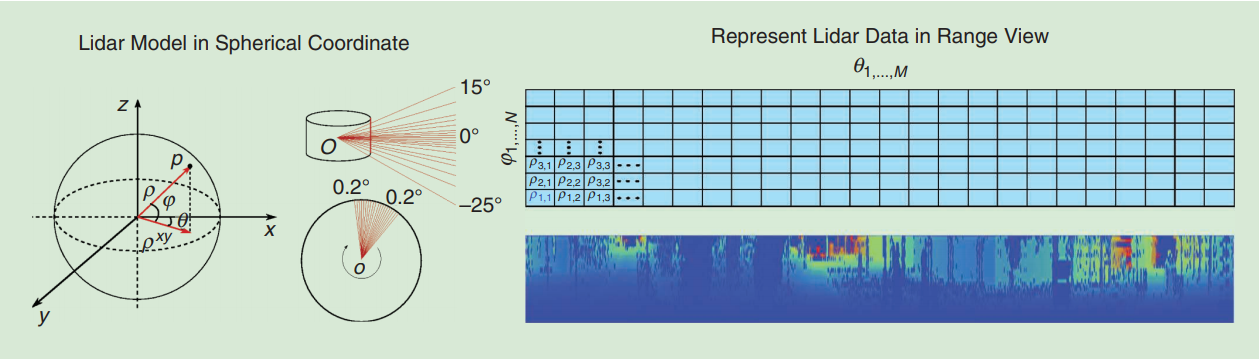 Lidar Model in Spherical Coordinate
z
p
ρ
φ
θ
ρ^xy
x
y
15°
0°
–25°
O
0.2°
0.2°
o
Represent Lidar Data in Range View
θ1,...,M
φ1,...,N
⋮ ⋮ ⋮
ρ3,1 ρ2,3 ρ3,3 ...
ρ2,1 ρ2,2 ρ3,2 ...
ρ1,1 ρ1,2 ρ1,3 ...